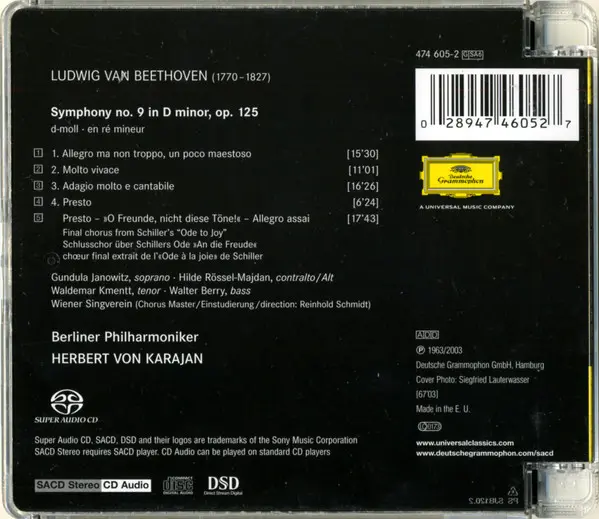 474 605-2 GSA6
LUDWIG VAN BEETHOVEN (1770–1827)
Symphony no. 9 in D minor, op. 125
d-moll · en ré mineur
1 1. Allegro ma non troppo, un poco maestoso [15'30]
2 2. Molto vivace [11'01]
3 3. Adagio molto e cantabile [16'26]
4 4. Presto [6'24]
5 Presto – »O Freunde, nicht diese Töne!« – Allegro assai [17'43]
Final chorus from Schiller's "Ode to Joy"
Schlusschor über Schillers Ode »An die Freude«
chœur final extrait de l'«Ode à la joie» de Schiller
Gundula Janowitz, soprano · Hilde Rössel-Majdan, contralto/Alt
Waldemar Kmentt, tenor · Walter Berry, bass
Wiener Singverein (Chorus Master/Einstudierung/direction: Reinhold Schmidt)
Berliner Philharmoniker
HERBERT VON KARAJAN
SUPER AUDIO CD
Super Audio CD, SACD, DSD and their logos are trademarks of the Sony Music Corporation
SACD Stereo requires SACD player. CD Audio can be played on standard CD players
SACD Stereo CD Audio
COMPACT
disc
DIGITAL AUDIO
DSD
Direct Stream Digital
0 28947 46052 7
Deutsche
Grammophon
A UNIVERSAL MUSIC COMPANY
ADD
℗ 1963/2003
Deutsche Grammophon GmbH, Hamburg
Cover Photo: Siegfried Lauterwasser
[67'03]
Made in the E. U.
LC 0173
www.universalclassics.com
www.deutschegrammophon.com/sacd